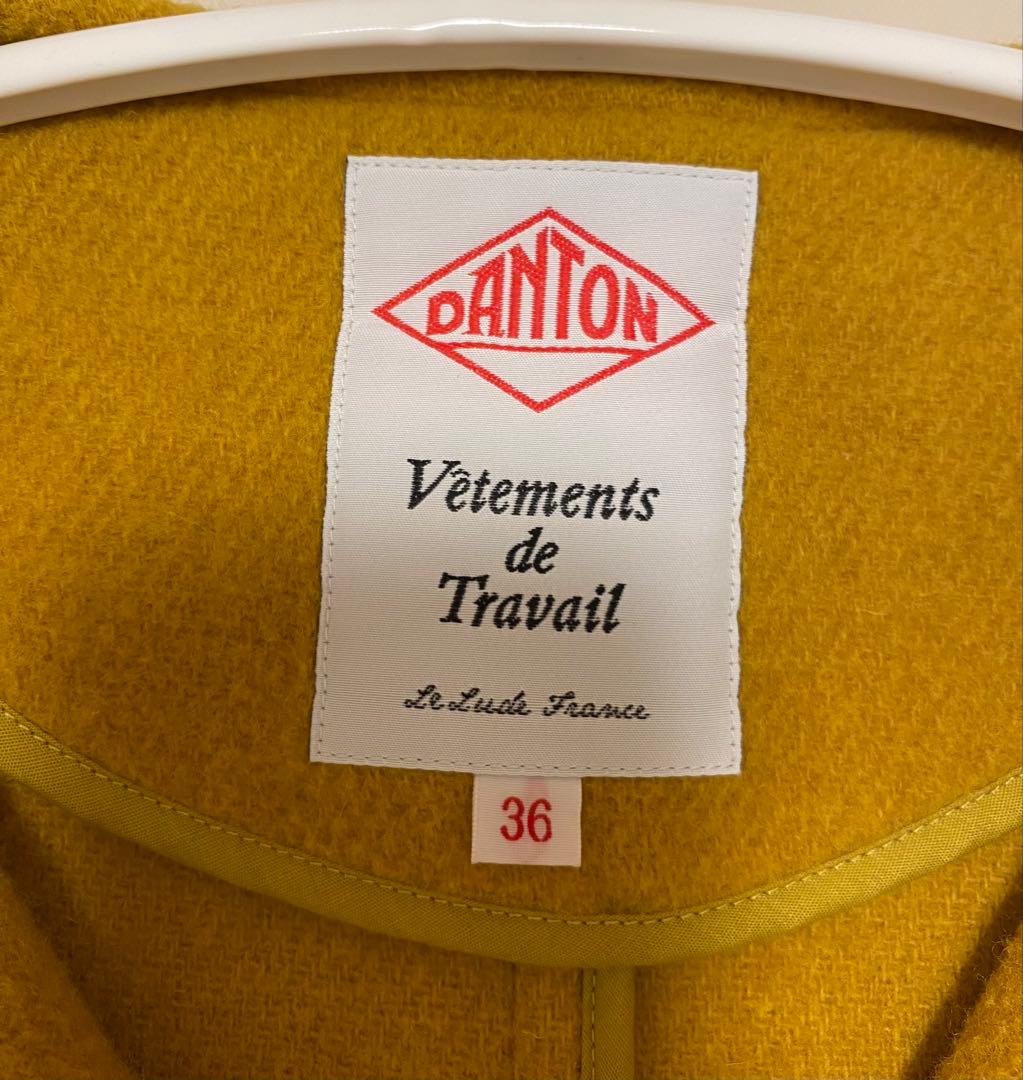 DANTON
Vêtements
de
Travail
Le Lude France
36